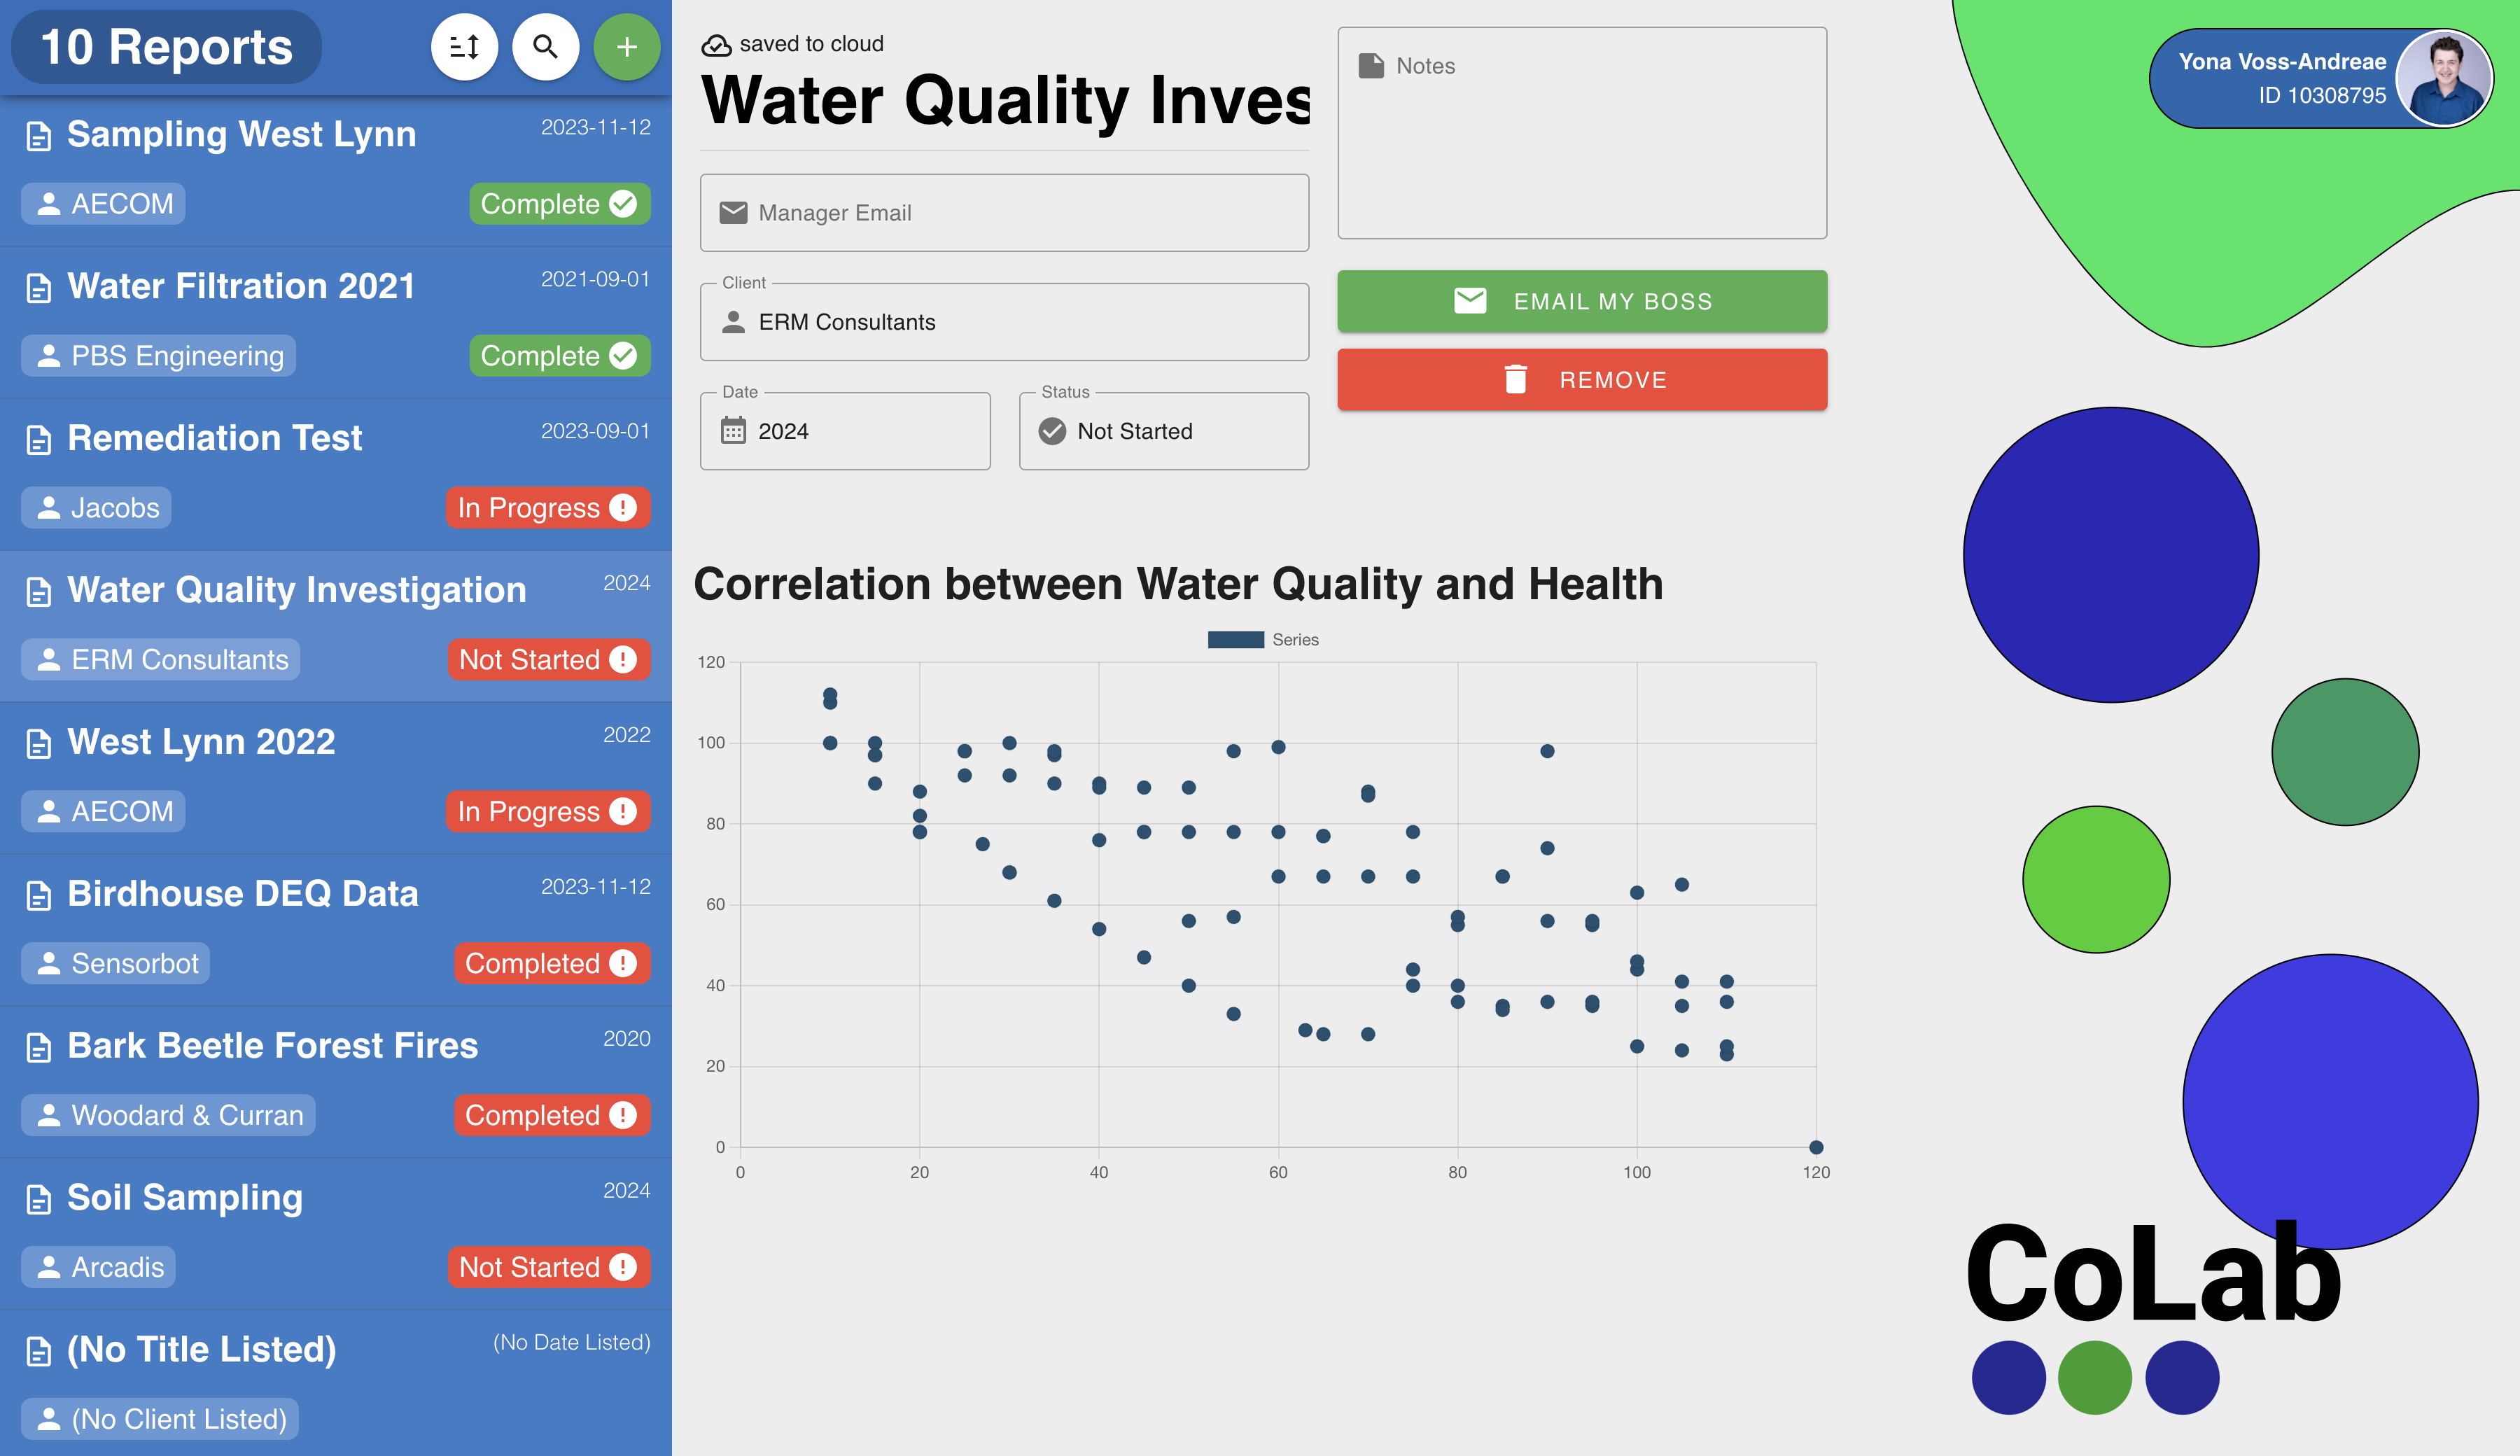 10 Reports
Sampling West Lynn
2023-11-12
AECOM
Complete
Water Filtration 2021
2021-09-01
PBS Engineering
Complete
Remediation Test
2023-09-01
Jacobs
In Progress
Water Quality Investigation
2024
ERM Consultants
Not Started
West Lynn 2022
2022
AECOM
In Progress
Birdhouse DEQ Data
2023-11-12
Sensorbot
Completed
Bark Beetle Forest Fires
2020
Woodard & Curran
Completed
Soil Sampling
2024
Arcadis
Not Started
(No Title Listed)
(No Date Listed)
(No Client Listed)
saved to cloud
Water Quality Inves
Manager Email
Client
ERM Consultants
Date
2024
Status
Not Started
Notes
EMAIL MY BOSS
REMOVE
Correlation between Water Quality and Health
Series
120
100
80
60
40
20
0
0 20 40 60 80 100 120
Yona Voss-Andreae
ID 10308795
CoLab